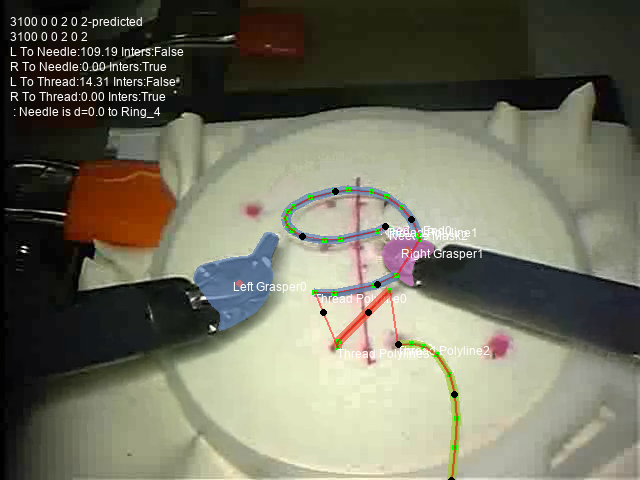 3100 0 0 2 0 2-predicted
3100 0 0 2 0 2
L To Needle:109.19 Inters:False
R To Needle:0.00 Inters:True
L To Thread:14.31 Inters:False
R To Thread:0.00 Inters:True
: Needle is d=0.0 to Ring_4
Right Grasper1
Left Grasper0
Thread Polyline0
Thread Polyline2